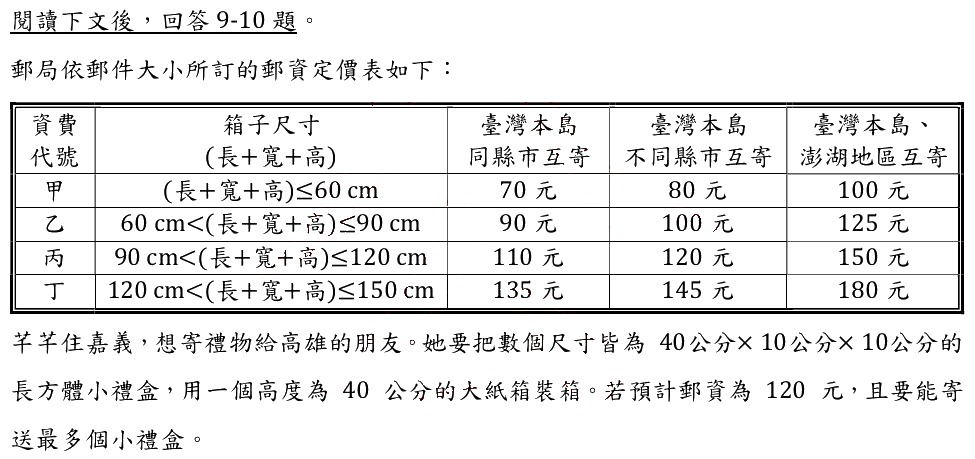 閱讀下文後，回答 9-10 題。
郵局依郵件大小所訂的郵資定價表如下：
資費代號 箱子尺寸(長+寬+高) 臺灣本島同縣市互寄 臺灣本島不同縣市互寄 臺灣本島、澎湖地區互寄
甲 (長+寬+高)≤60 cm 70 元 80 元 100 元
乙 60 cm<(長+寬+高)≤90 cm 90 元 100 元 125 元
丙 90 cm<(長+寬+高)≤120 cm 110 元 120 元 150 元
丁 120 cm<(長+寬+高)≤150 cm 135 元 145 元 180 元
芊芊住嘉義，想寄禮物給高雄的朋友。她要把數個尺寸皆為 40公分×10公分×10公分的
長方體小禮盒，用一個高度為 40 公分的大紙箱裝箱。若預計郵資為 120 元，且要能寄
送最多個小禮盒。